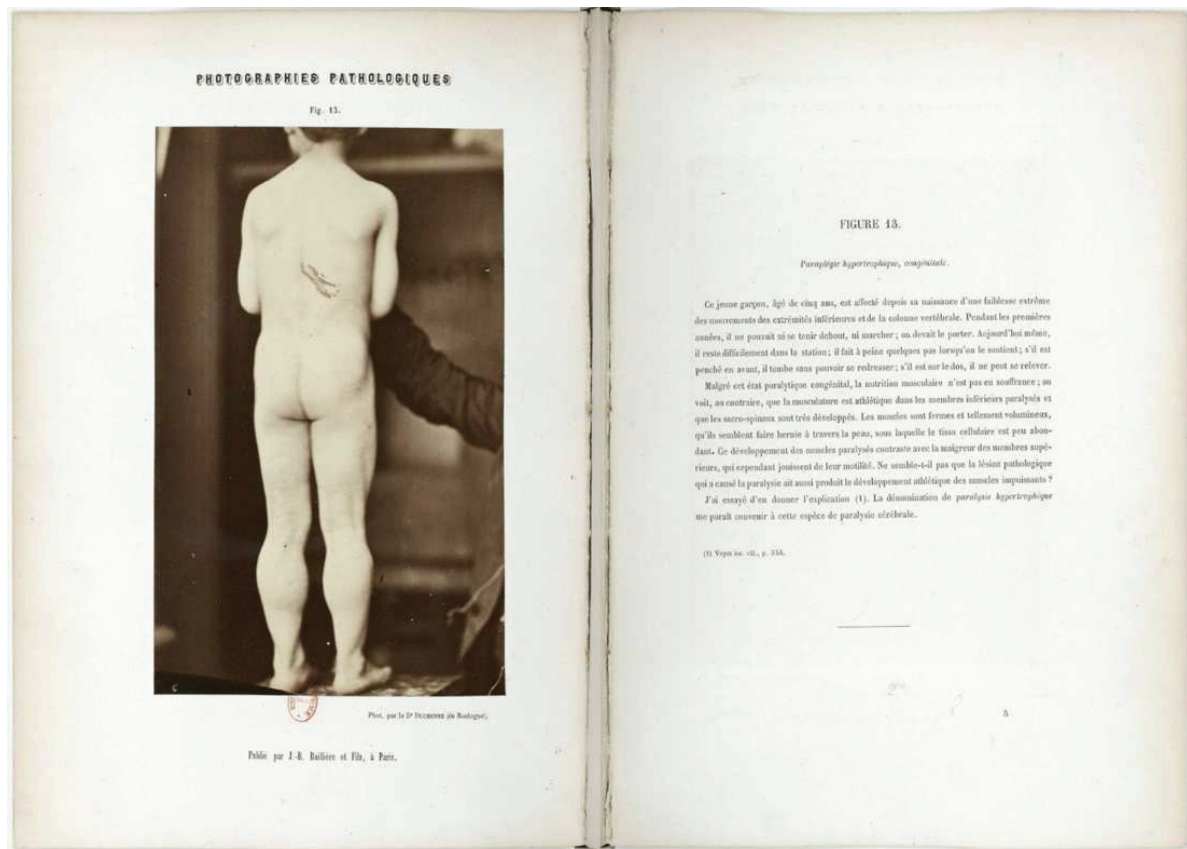 PHOTOGRAPHIES PATHOLOGIQUES
Fig. 13.
Phot. par le Dr DUCHENNE (de Boulogne).
Publié par J.-B. Baillière et Fils, à Paris.
FIGURE 13.
Paraplégie hypertrophique, congénitale.
Ce jeune garçon, âgé de cinq ans, est affecté depuis sa naissance d'une faiblesse extrême
des mouvements des extrémités inférieures et de la colonne vertébrale. Pendant les premières
années, il ne pouvait ni se tenir debout, ni marcher ; on devait le porter. Aujourd'hui même,
il reste difficilement dans la station ; il fait à peine quelques pas lorsqu'on le soutient ; s'il est
penché en avant, il tombe sans pouvoir se redresser ; s'il est sur le dos, il ne peut se relever.
Malgré cet état paralytique congénital, la nutrition musculaire n'est pas en souffrance ; on
voit, au contraire, que la musculature est athlétique dans les membres inférieurs paralysés et
que les sacro-spinaux sont très développés. Les muscles sont fermes et tellement volumineux,
qu'ils semblent faire hernie à travers la peau, sous laquelle le tissu cellulaire est peu abon-
dant. Ce développement des muscles paralysés contraste avec la maigreur des membres supé-
rieurs, qui cependant jouissent de leur motilité. Ne semble-t-il pas que la lésion pathologique
qui a causé la paralysie ait aussi produit le développement athlétique des muscles impuissants ?
J'ai essayé d'en donner l'explication (1). La dénomination de paralysie hypertrophique
me paraît convenir à cette espèce de paralysie cérébrale.
(1) Voyez loc. cit., p.
5